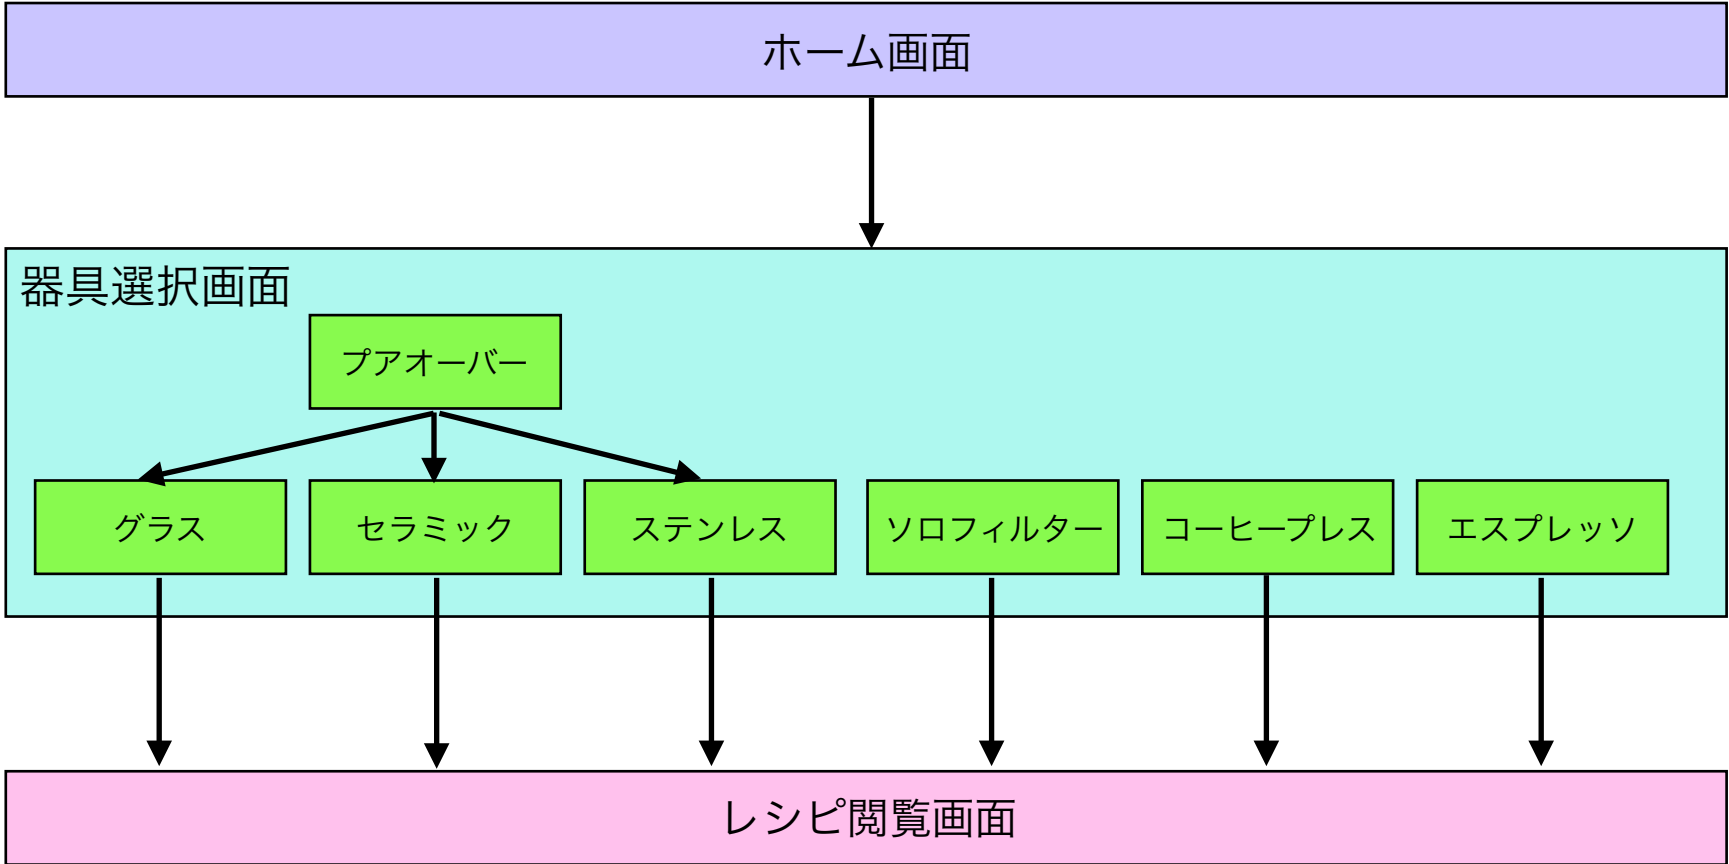 ホーム画面
器具選択画面
プアオーバー
グラス
セラミック
ステンレス
ソロフィルター
コーヒープレス
エスプレッソ
レシピ閲覧画面